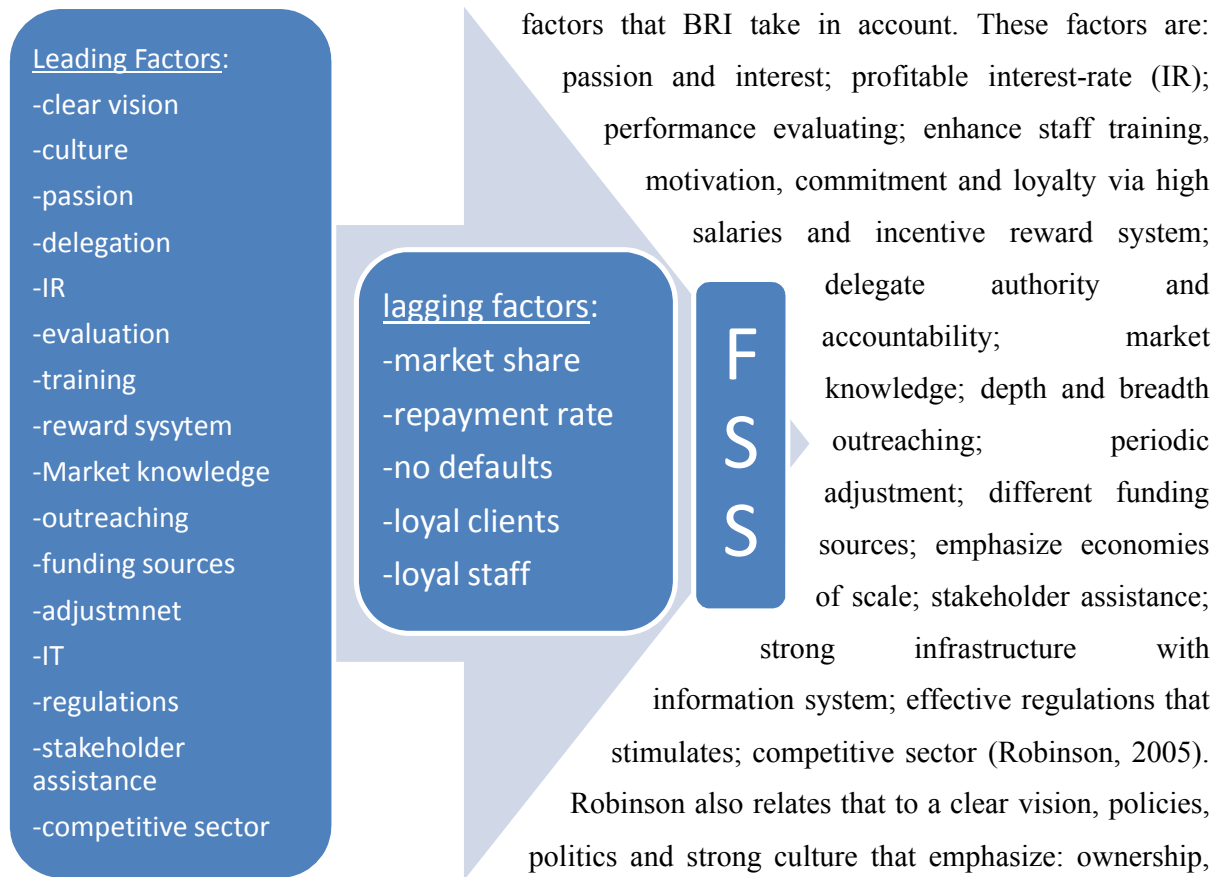 Leading Factors:
-clear vision
-culture
-passion
-delegation
-IR
-evaluation
-training
-reward sysytem
-Market knowledge
-outreaching
-funding sources
-adjustmnet
-IT
-regulations
-stakeholder
assistance
-competitive sector
lagging factors:
-market share
-repayment rate
-no defaults
-loyal clients
-loyal staff
F
S
S
factors that BRI take in account. These factors are:
passion and interest; profitable interest-rate (IR);
performance evaluating; enhance staff training,
motivation, commitment and loyalty via high
salaries and incentive reward system;
delegate authority and
accountability; market
knowledge; depth and breadth
outreaching; periodic
adjustment; different funding
sources; emphasize economies
of scale; stakeholder assistance;
strong infrastructure with
information system; effective regulations that
stimulates; competitive sector (Robinson, 2005).
Robinson also relates that to a clear vision, policies,
politics and strong culture that emphasize: ownership,